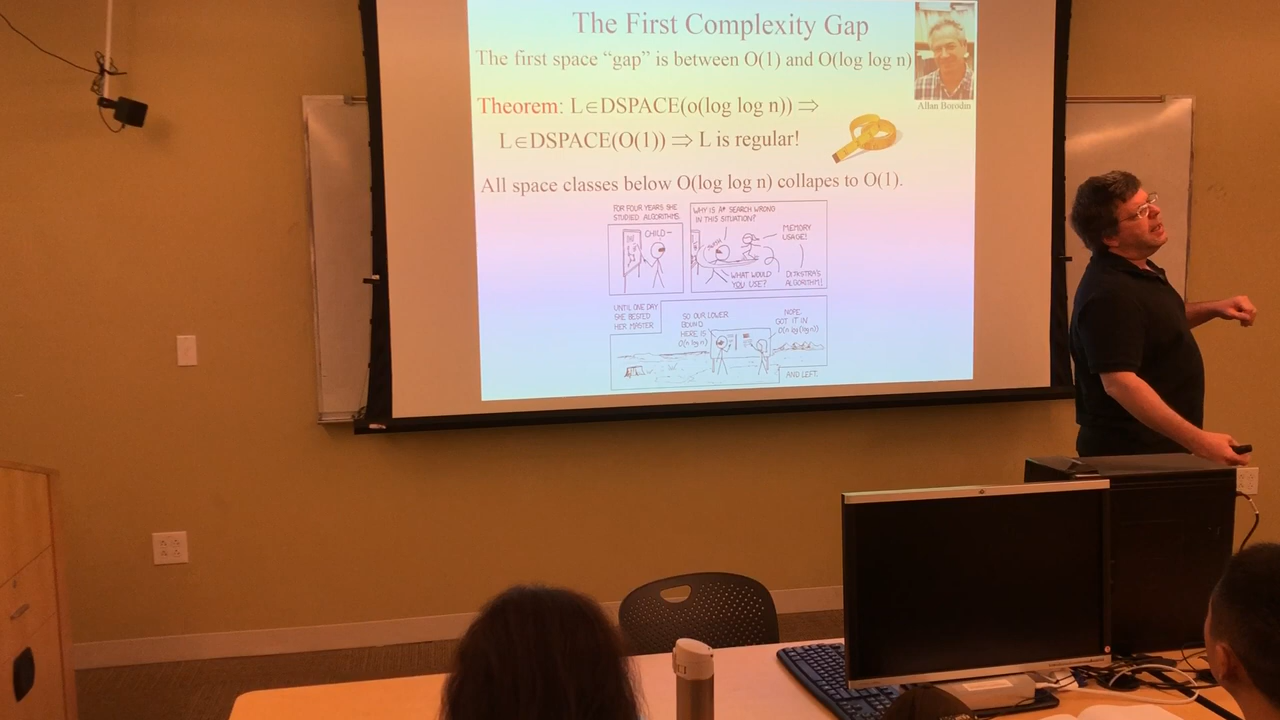 The First Complexity Gap
The first space “gap” is between O(1) and O(log log n)
Allan Borodin
Theorem: L∈DSPACE(o(log log n)) ⇒
L∈DSPACE(O(1)) ⇒ L is regular!
All space classes below O(log log n) collapes to O(1).
FOR FOUR YEARS SHE
STUDIED ALGORITHMS.
CHILD—
WHY IS A* SEARCH WRONG
IN THIS SITUATION?
MEMORY
USAGE!
WHAT WOULD
YOU USE?
DIJKSTRA'S
ALGORITHM!
UNTIL ONE DAY
SHE BESTED
HER MASTER
SO OUR LOWER
BOUND
HERE IS
O(n log n)
NOPE.
GOT IT IN
O(n log(log n))
AND LEFT.